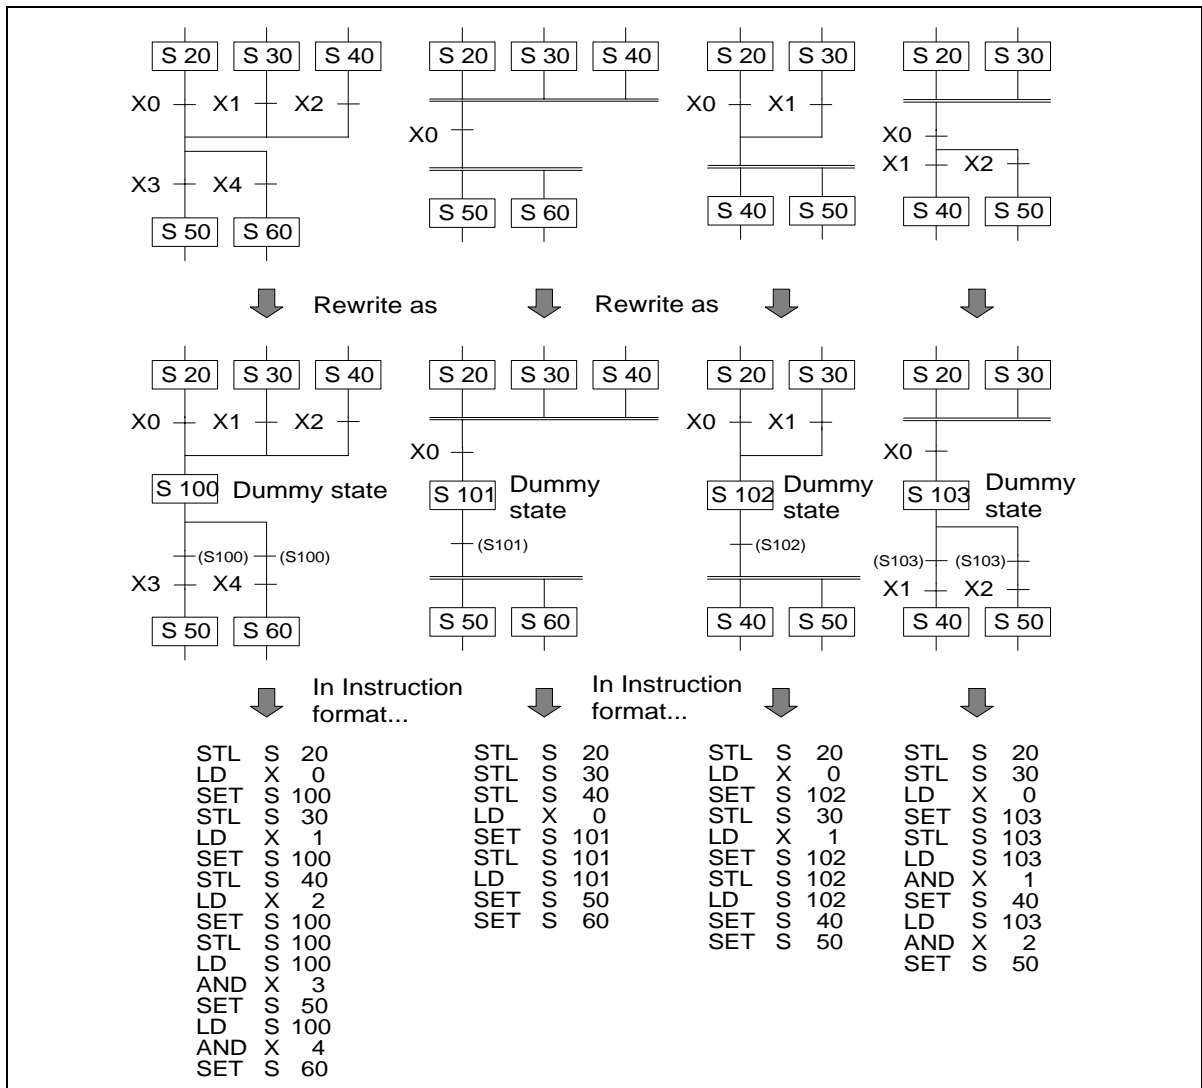 S 20 S 30 S 40 S 20 S 30 S 40 S 20 S 30 S 20 S 30
X0 X1 X2 X0 X0 X1 X0
X3 X4 X1 X2
S 50 S 60 S 50 S 60 S 40 S 50 S 40 S 50
Rewrite as Rewrite as
S 20 S 30 S 40 S 20 S 30 S 40 S 20 S 30 S 20 S 30
X0 X1 X2 X0 X0 X1 X0
S 100 Dummy state S 101 Dummy S 102 Dummy S 103 Dummy
state state state
(S100) (S100) (S101) (S102) (S103) (S103)
X3 X4 X1 X2
S 50 S 60 S 50 S 60 S 40 S 50 S 40 S 50
In Instruction In Instruction
format... format...
STL S 20 STL S 20 STL S 20 STL S 20
LD X 0 STL S 30 LD X 0 STL S 30
SET S 100 STL S 40 SET S 102 LD X 0
STL S 30 LD X 0 STL S 30 SET S 103
LD X 1 SET S 101 LD X 1 STL S 103
SET S 100 STL S 101 SET S 102 LD S 103
STL S 40 LD S 101 STL S 102 AND X 1
LD X 2 SET S 50 LD S 102 SET S 40
SET S 100 SET S 60 SET S 40 LD S 103
STL S 100 SET S 50 AND X 2
LD S 100 SET S 50
AND X 3
SET S 50
LD S 100
AND X 4
SET S 60